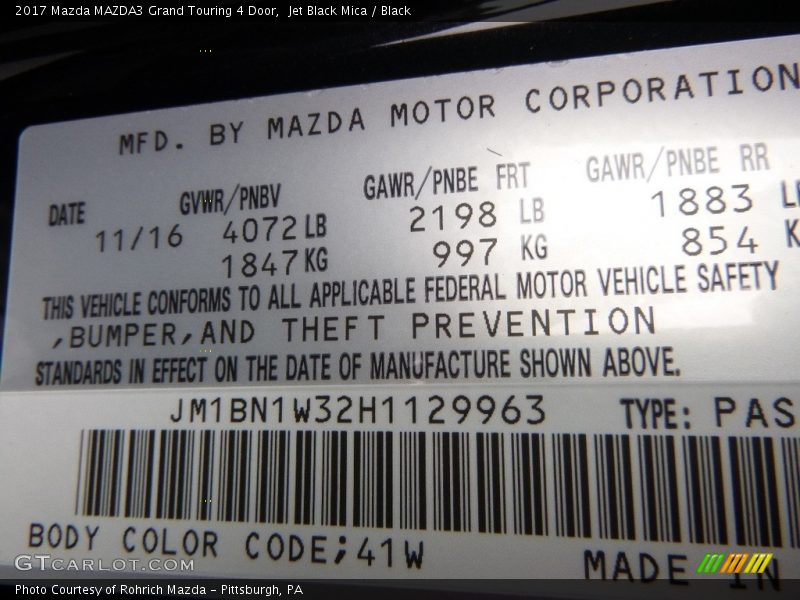 2017 Mazda MAZDA3 Grand Touring 4 Door, Jet Black Mica / Black
MFD. BY MAZDA MOTOR CORPORATION
DATE GVWR/PNBV GAWR/PNBE FRT GAWR/PNBE RR
11/16 4072 LB 2198 LB 1883
1847 KG 997 KG 854
THIS VEHICLE CONFORMS TO ALL APPLICABLE FEDERAL MOTOR VEHICLE SAFETY
,BUMPER,AND THEFT PREVENTION
STANDARDS IN EFFECT ON THE DATE OF MANUFACTURE SHOWN ABOVE.
JM1BN1W32H1129963 TYPE: PAS
BODY COLOR CODE;41W
MADE IN
GTCARLOT.COM
Photo Courtesy of Rohrich Mazda - Pittsburgh, PA